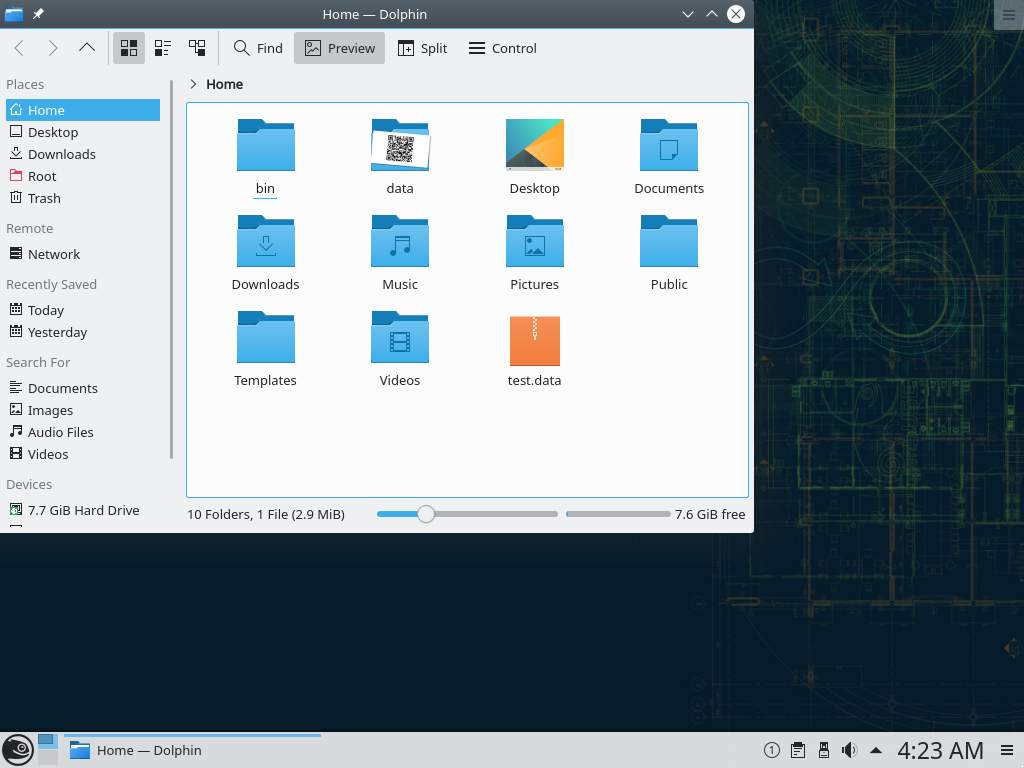 Home — Dolphin
Find
Preview
Split
Control
Places
Home
Desktop
Downloads
Root
Trash
Remote
Network
Recently Saved
Today
Yesterday
Search For
Documents
Images
Audio Files
Videos
Devices
7.7 GiB Hard Drive
Home
bin
data
Desktop
Documents
Downloads
Music
Pictures
Public
Templates
Videos
test.data
10 Folders, 1 File (2.9 MiB)
7.6 GiB free
Home — Dolphin
1
4:23 AM